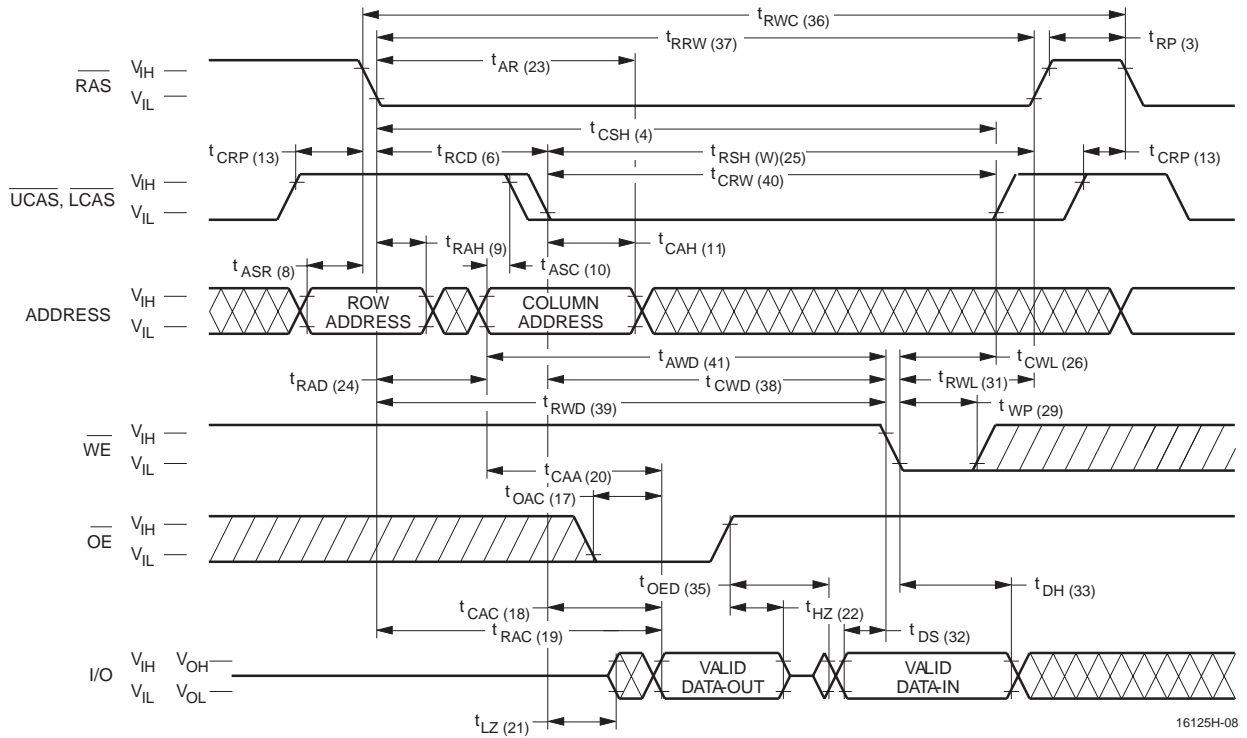 tRWC (36)
tRRW (37)
tRP (3)
tAR (23)
RAS
VIH
VIL
tCSH (4)
tCRP (13)
tRCD (6)
tRSH (W)(25)
tCRP (13)
tCRW (40)
UCAS, LCAS
VIH
VIL
tRAH (9)
tCAH (11)
tASR (8)
tASC (10)
ADDRESS
VIH
VIL
ROW
ADDRESS
COLUMN
ADDRESS
tAWD (41)
tCWL (26)
tRAD (24)
tCWD (38)
tRWL (31)
tRWD (39)
tWP (29)
WE
VIH
VIL
tCAA (20)
tOAC (17)
OE
VIH
VIL
tOED (35)
tDH (33)
tCAC (18)
tHZ (22)
tRAC (19)
tDS (32)
I/O
VIH VOH
VIL VOL
VALID
DATA-OUT
VALID
DATA-IN
tLZ (21)
16125H-08